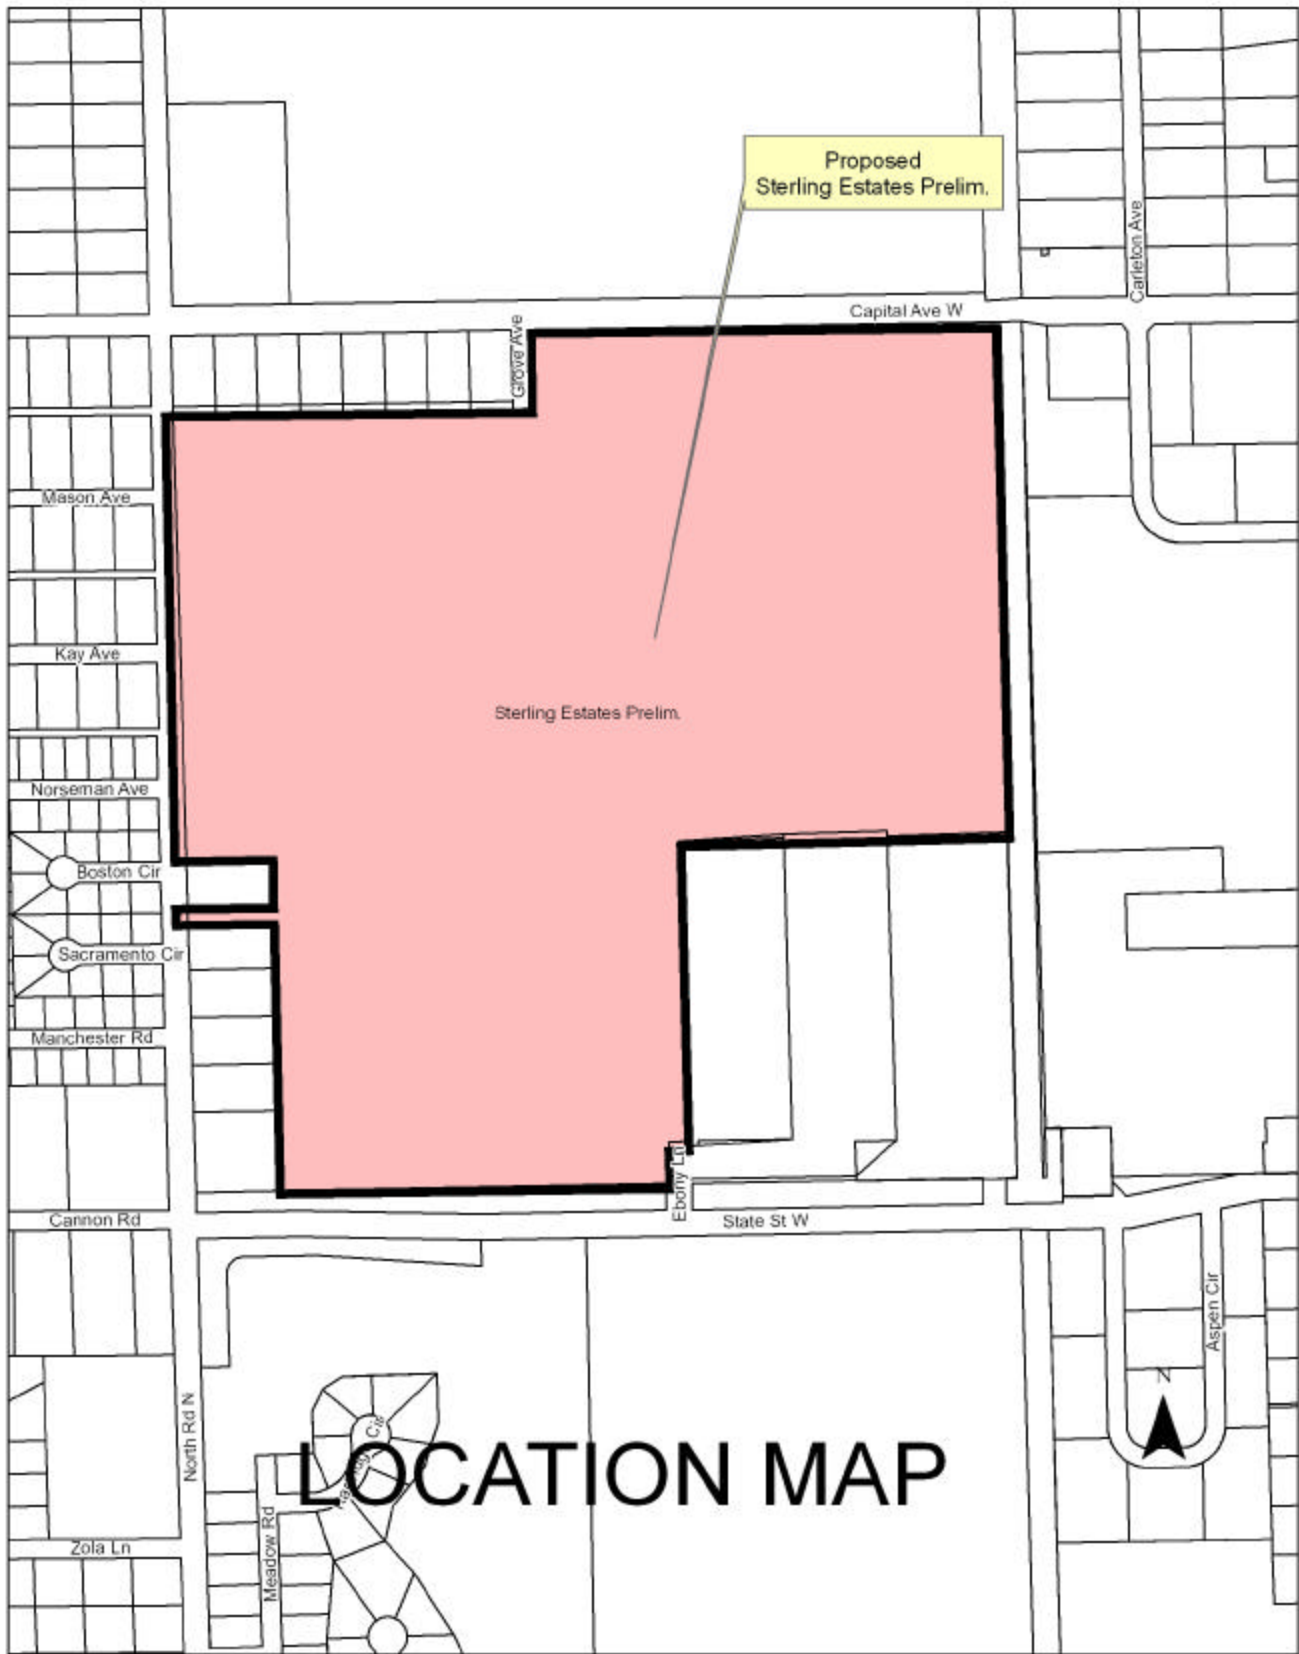 Proposed
Sterling Estates Prelim.
Carleton Ave
Capital Ave W
Grove Ave
Mason Ave
Kay Ave
Sterling Estates Prelim.
Norseman Ave
Boston Cir
Sacramento Cir
Manchester Rd
Ebony Ln
Cannon Rd
State St W
Aspen Cir
N
North Rd N
Cir
LOCATION MAP
Meadow Rd
Zola Ln